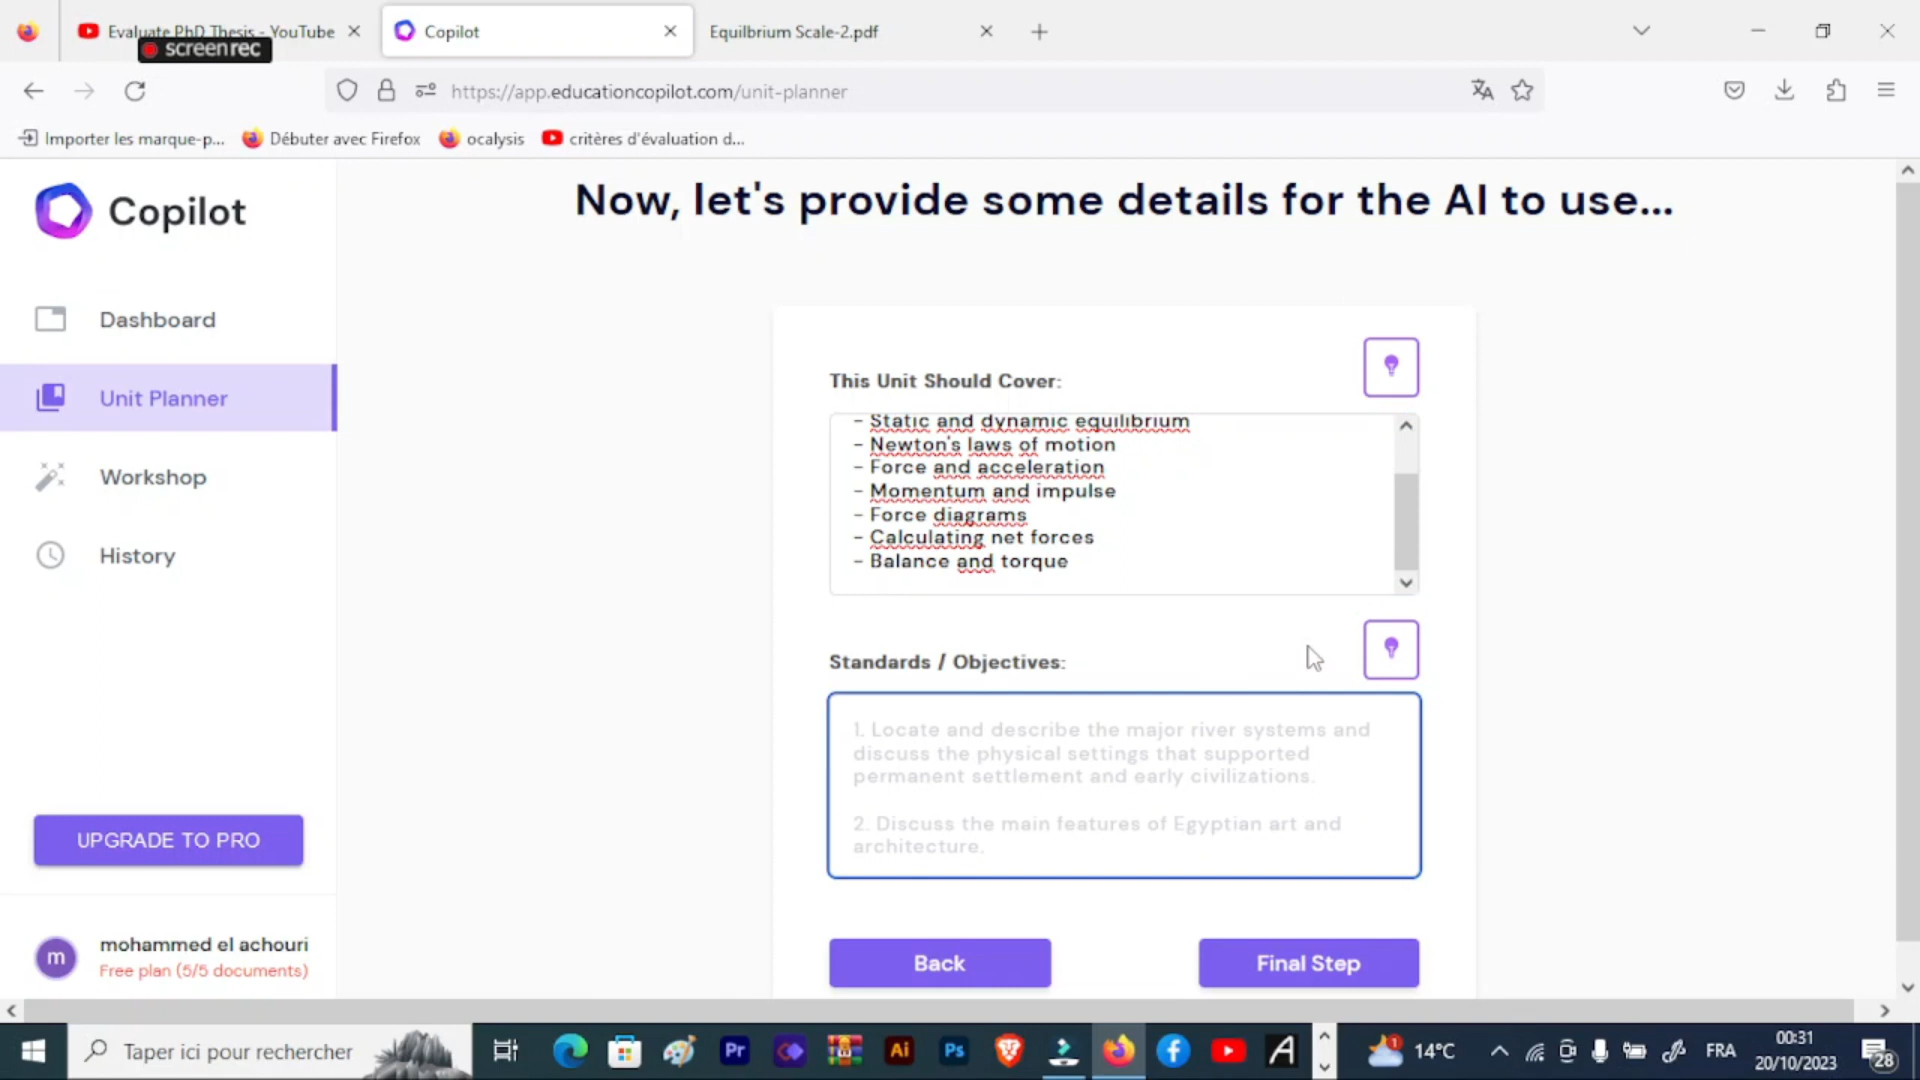 Evaluate PhD Thesis - YouTube
Copilot
Equilbrium Scale-2.pdf
screenrec
https://app.educationcopilot.com/unit-planner
Importer les marque-p...
Débuter avec Firefox
ocalysis
critères d'évaluation d...
Copilot
Now, let's provide some details for the AI to use...
Dashboard
Unit Planner
Workshop
History
This Unit Should Cover:
- Static and dynamic equilibrium
- Newton's laws of motion
- Force and acceleration
- Momentum and impulse
- Force diagrams
- Calculating net forces
- Balance and torque
Standards / Objectives:
1. Locate and describe the major river systems and
discuss the physical settings that supported
permanent settlement and early civilizations.
2. Discuss the main features of Egyptian art and
architecture.
Back
Final Step
UPGRADE TO PRO
m
mohammed el achouri
Free plan (5/5 documents)
Taper ici pour rechercher
Pr
Ai
Ps
1
14°C
FRA
00:31
20/10/2023
28